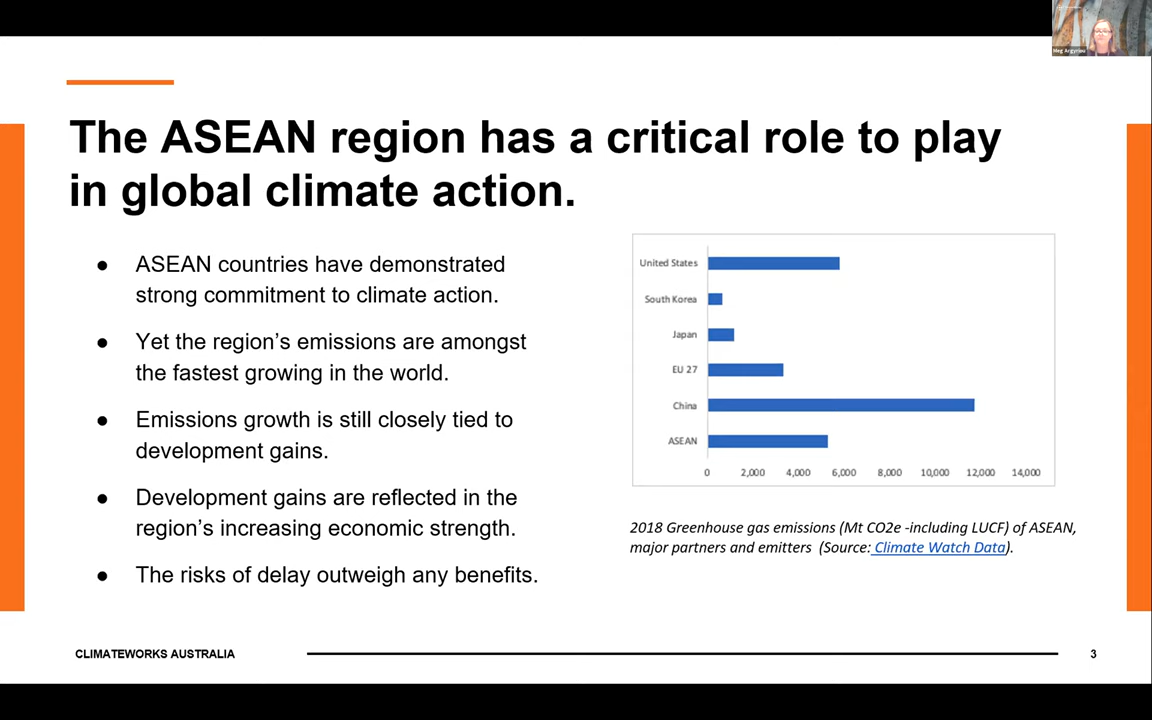 Meg Argyriou
The ASEAN region has a critical role to play
in global climate action.
● ASEAN countries have demonstrated
strong commitment to climate action.
● Yet the region’s emissions are amongst
the fastest growing in the world.
● Emissions growth is still closely tied to
development gains.
● Development gains are reflected in the
region’s increasing economic strength.
● The risks of delay outweigh any benefits.
United States
South Korea
Japan
EU 27
China
ASEAN
0 2,000 4,000 6,000 8,000 10,000 12,000 14,000
2018 Greenhouse gas emissions (Mt CO2e -including LUCF) of ASEAN,
major partners and emitters (Source: Climate Watch Data).
CLIMATEWORKS AUSTRALIA
3